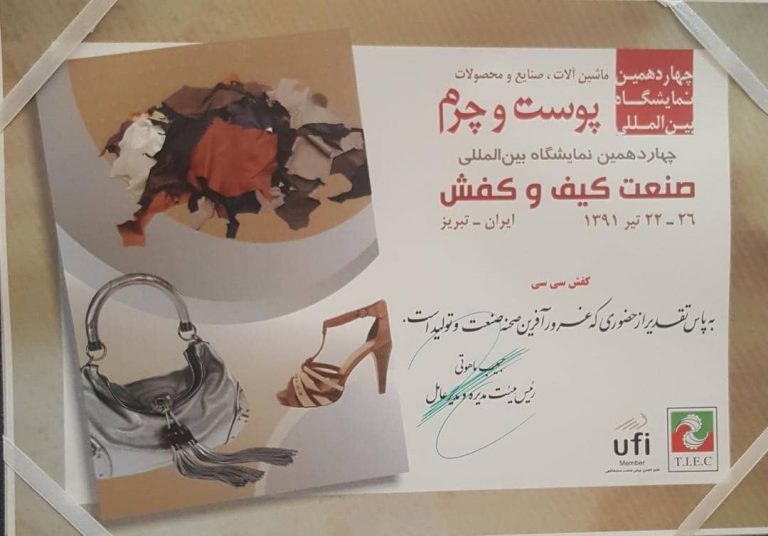 چهاردهمین
نمایشگاه
بین المللی
ماشین آلات ، صنایع و محصولات
پوست و چرم
چهاردهمین نمایشگاه بین‌المللی
صنعت کیف و کفش
۲۶ - ۲۲ تیر ۱۳۹۱ ایران - تبریز
کفش سی سی
به پاس تقدیر از حضوری که غرور آفرین صحنه صنعت و تولید است.
حبیب ماهوتی
رئیس هیئت مدیره و مدیر عامل
ufi
Member
T.I.E.C